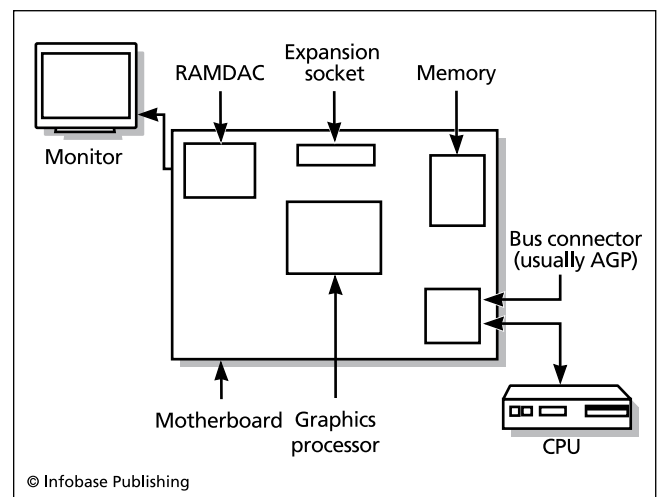 RAMDAC
Expansion
socket
Memory
Monitor
Bus connector
(usually AGP)
Motherboard
Graphics
processor
CPU
© Infobase Publishing